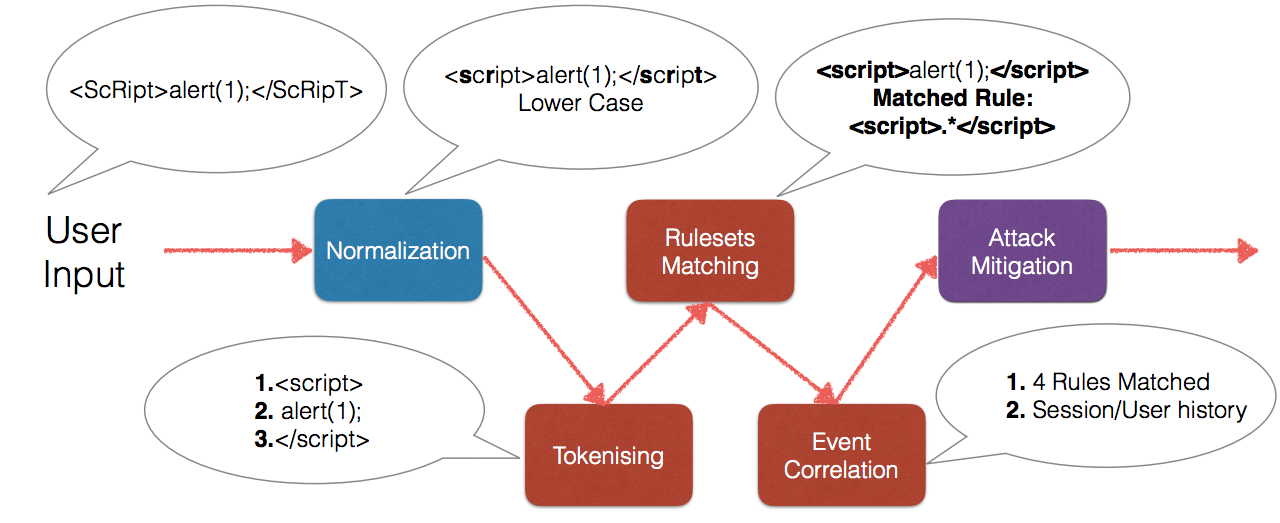 <ScRipt>alert(1);</ScRipT>
<script>alert(1);</script>
Lower Case
<script>alert(1);</script>
Matched Rule:
<script>.*</script>
User
Input
Normalization
Rulesets
Matching
Attack
Mitigation
1.<script>
2. alert(1);
3.</script>
Tokenising
Event
Correlation
1. 4 Rules Matched
2. Session/User history